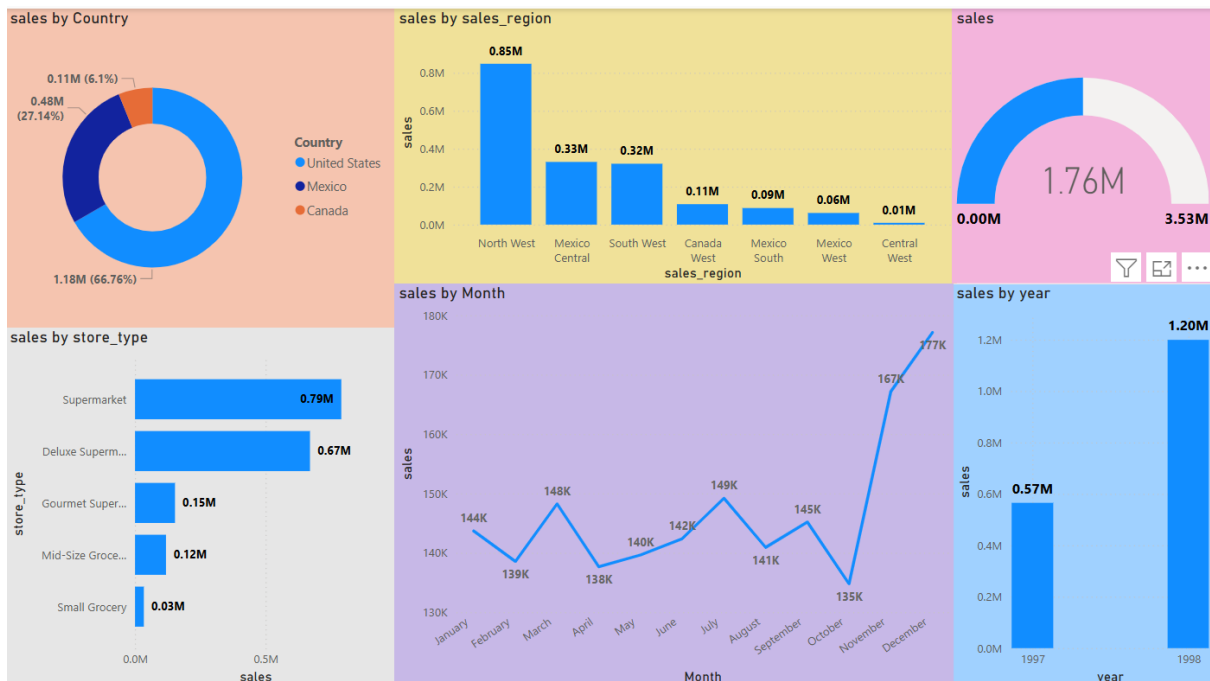 sales by Country
0.11M (6.1%)
0.48M
(27.14%)
1.18M (66.76%)
Country
United States
Mexico
Canada
sales by sales_region
sales
0.8M
0.6M
0.4M
0.2M
0.0M
0.85M
0.33M
0.32M
0.11M
0.09M
0.06M
0.01M
North West
Mexico
Central
South West
Canada
West
Mexico
South
Mexico
West
Central
West
sales_region
sales
1.76M
0.00M
3.53M
sales by store_type
store_type
Supermarket
0.79M
Deluxe Superm...
0.67M
Gourmet Super...
0.15M
Mid-Size Groce...
0.12M
Small Grocery
0.03M
0.0M
0.5M
sales
sales by Month
sales
180K
170K
160K
150K
140K
130K
144K
139K
148K
138K
140K
142K
149K
141K
145K
135K
167K
177K
January
February
March
April
May
June
July
August
September
October
November
December
Month
sales by year
sales
1.2M
1.0M
0.8M
0.6M
0.4M
0.2M
0.0M
0.57M
1.20M
1997
1998
year